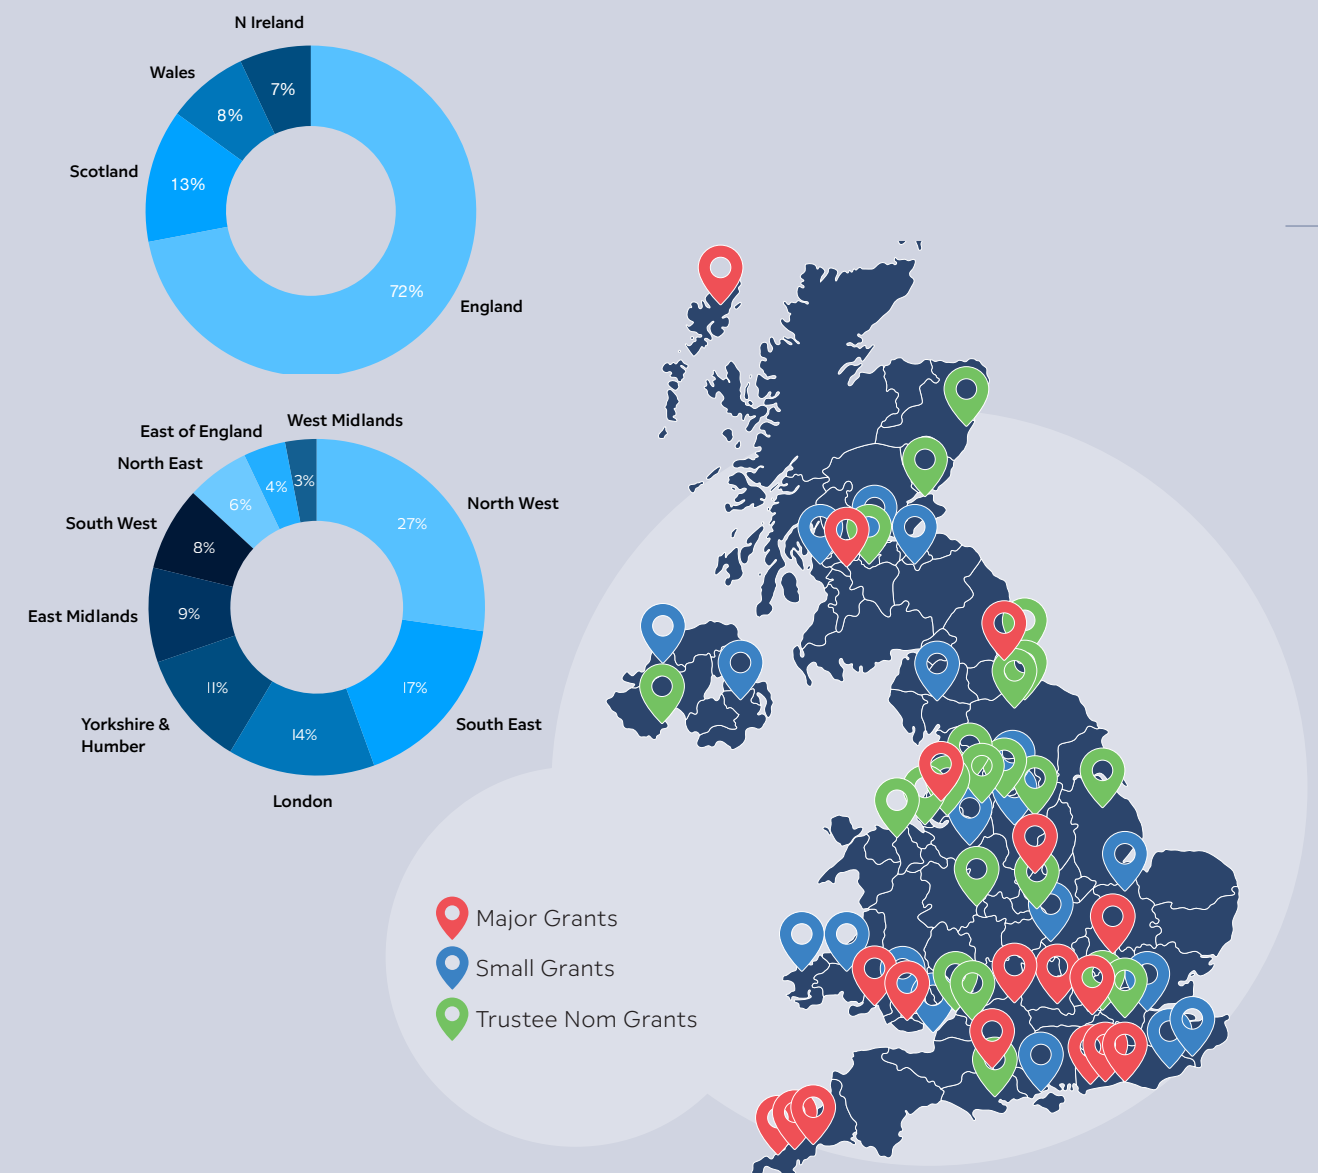 N Ireland
Wales
7%
8%
Scotland
13%
72%
England
West Midlands
East of England
North East
4%
3%
6%
North West
South West
27%
8%
East Midlands
9%
11%
17%
Yorkshire &
Humber
South East
14%
London
Major Grants
Small Grants
Trustee Nom Grants